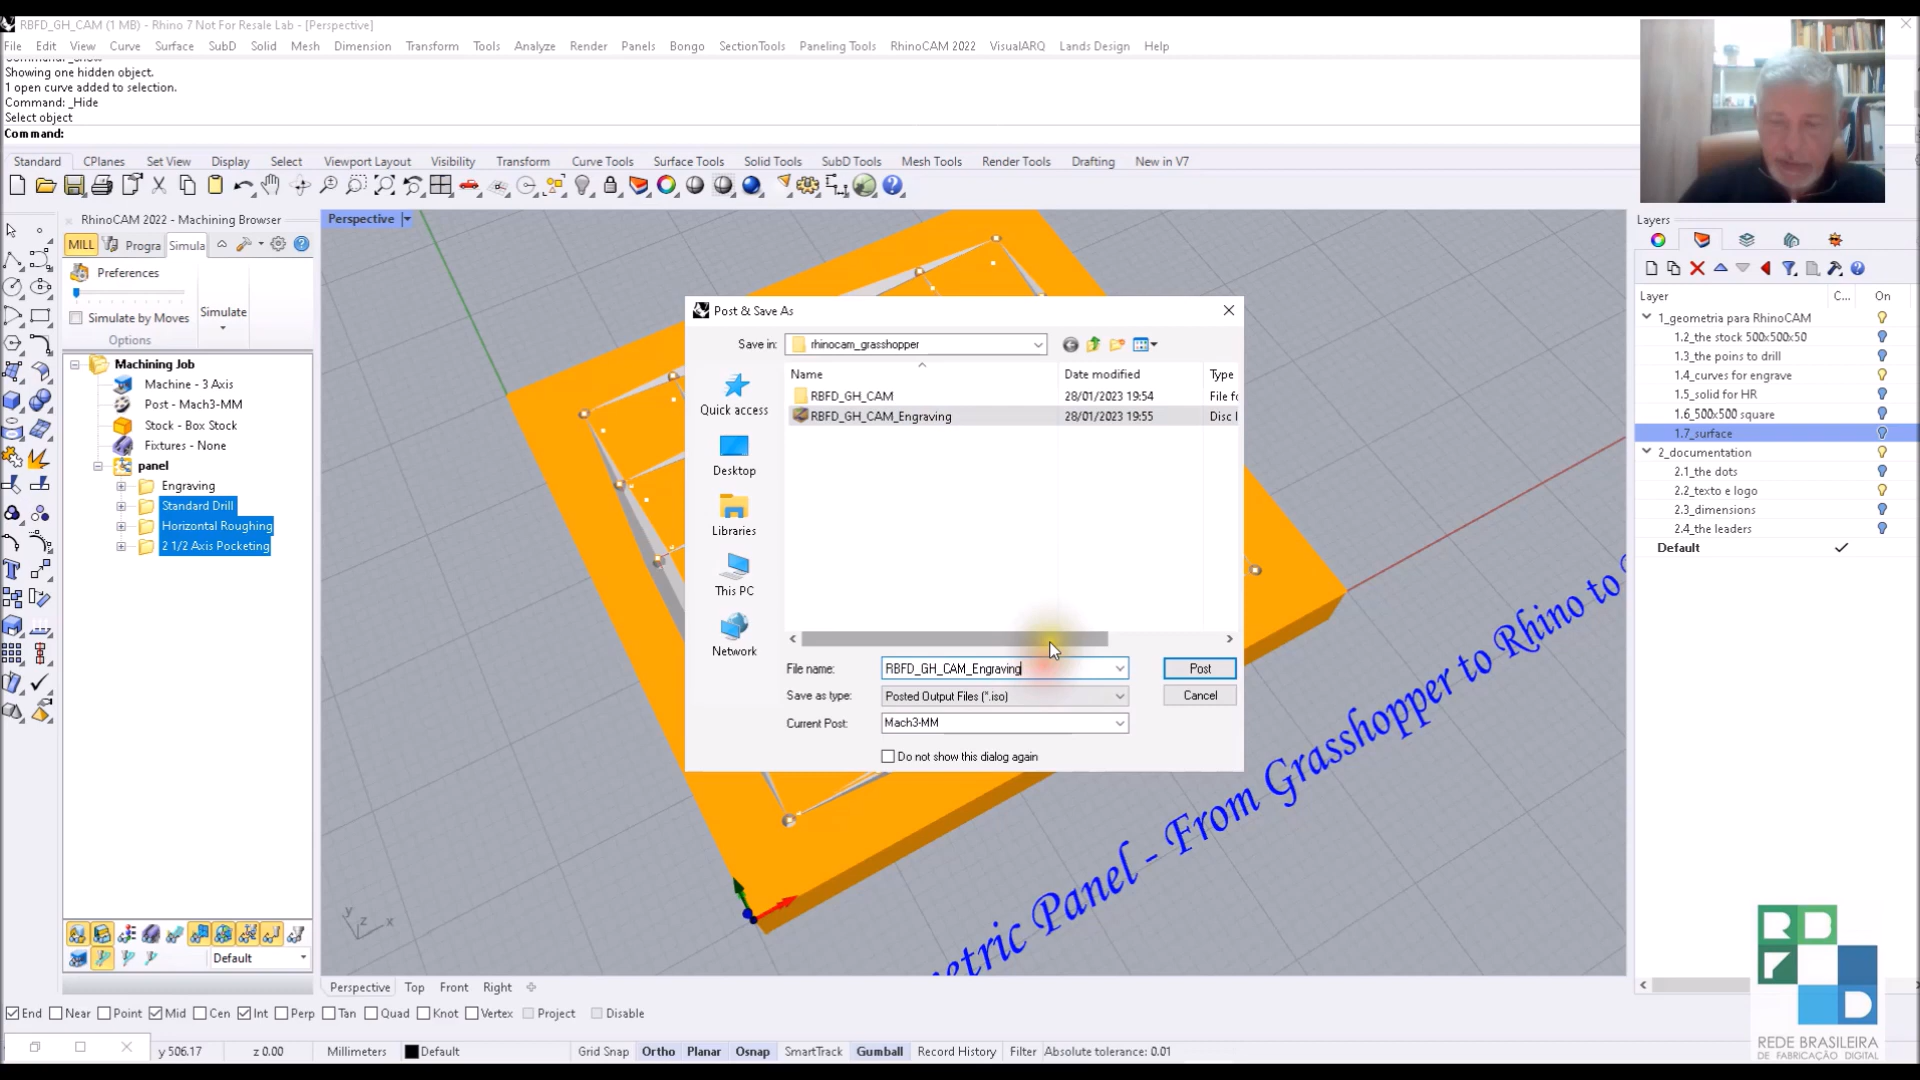 RBFD_GH_CAM (1 MB) - Rhino 7 Not For Resale Lab - [Perspective]
File Edit View Curve Surface SubD Solid Mesh Dimension Transform Tools Analyze Render Panels Bongo SectionTools Paneling Tools RhinoCAM 2022 VisualARQ Lands Design Help
Showing one hidden object.
1 open curve added to selection.
Command: _Hide
Select object
Command:
Standard CPlanes Set View Display Select Viewport Layout Visibility Transform Curve Tools Surface Tools Solid Tools SubD Tools Mesh Tools Render Tools Drafting New in V7
RhinoCAM 2022 - Machining Browser
MILL Progra Simula
Preferences
Simulate by Moves
Simulate
Options
Machining Job
Machine - 3 Axis
Post - Mach3-MM
Stock - Box Stock
Fixtures - None
panel
Engraving
Standard Drill
Horizontal Roughing
2 1/2 Axis Pocketing
Default
Perspective
Post & Save As
Save in: rhinocam_grasshopper
Name Date modified Type
RBFD_GH_CAM 28/01/2023 19:54 File fo
RBFD_GH_CAM_Engraving 28/01/2023 19:55 Disc I
Quick access
Desktop
Libraries
This PC
Network
File name: RBFD_GH_CAM_Engraving Post
Save as type: Posted Output Files (*.iso) Cancel
Current Post: Mach3-MM
Do not show this dialog again
etric Panel - From Grasshopper to Rhino to
y z x
Layers
Layer C... On
1_geometria para RhinoCAM
1.2_the stock 500x500x50
1.3_the poins to drill
1.4_curves for engrave
1.5_solid for HR
1.6_500x500 square
1.7_surface
2_documentation
2.1_the dots
2.2_texto e logo
2.3_dimensions
2.4_the leaders
Default
Perspective Top Front Right
End Near Point Mid Cen Int Perp Tan Quad Knot Vertex Project Disable
y 506.17 z 0.00 Millimeters Default Grid Snap Ortho Planar Osnap SmartTrack Gumball Record History Filter Absolute tolerance: 0.01
RBFD
REDE BRASILEIRA
DE FABRICAÇÃO DIGITAL